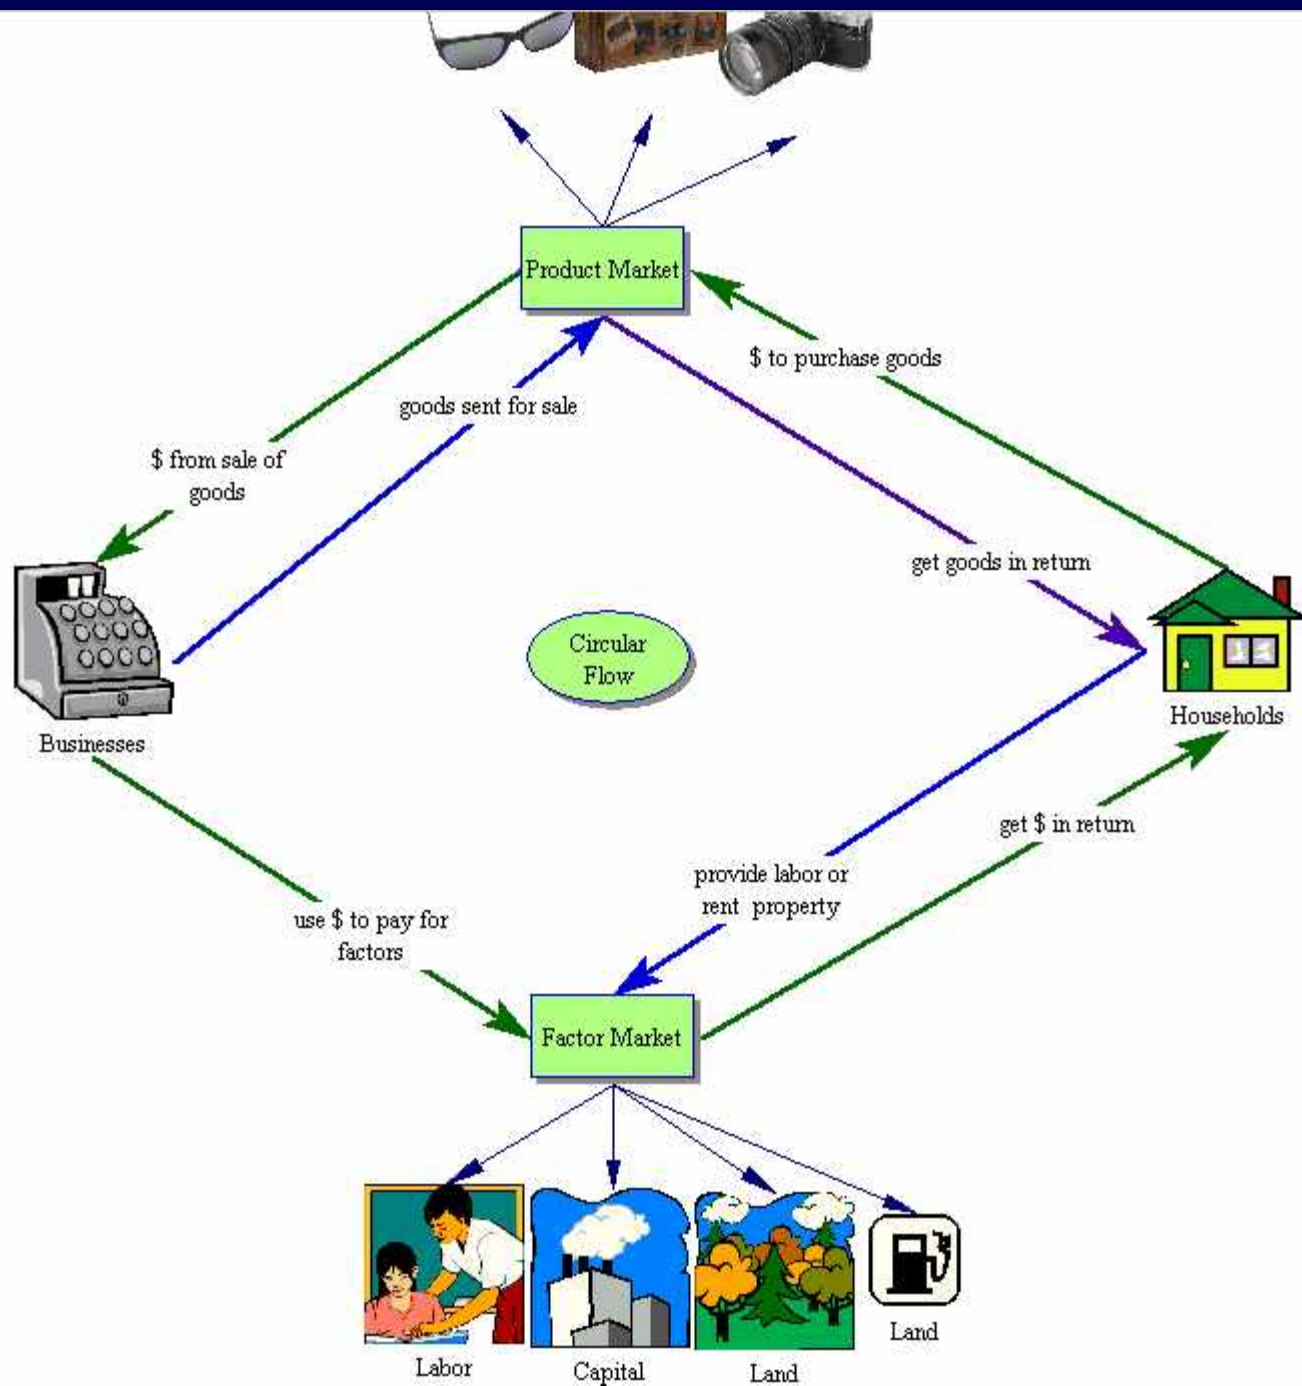 Product Market
$ to purchase goods
goods sent for sale
$ from sale of
goods
get goods in return
Circular
Flow
Households
Businesses
get $ in return
provide labor or
rent property
use $ to pay for
factors
Factor Market
Labor
Capital
Land
Land